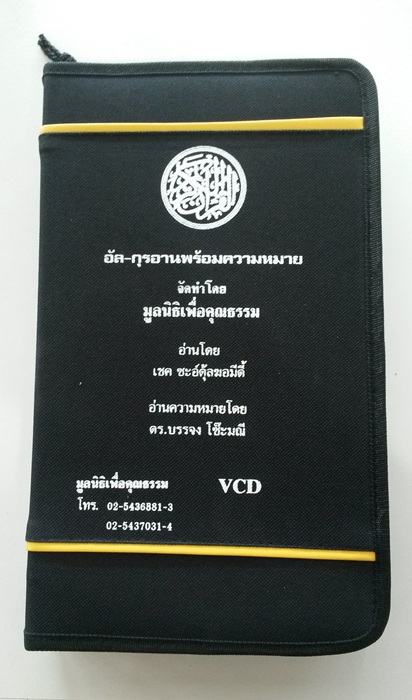 อัล-กุรอานพร้อมความหมาย
จัดทำโดย
มูลนิธิเพื่อคุณธรรม
อ่านโดย
เชค ซะอ์ดุ้ลฆอมีดี้
อ่านความหมายโดย
ดร.บรรจง โซ๊ะมณี
มูลนิธิเพื่อคุณธรรม VCD
โทร. 02-5436881-3
02-5437031-4